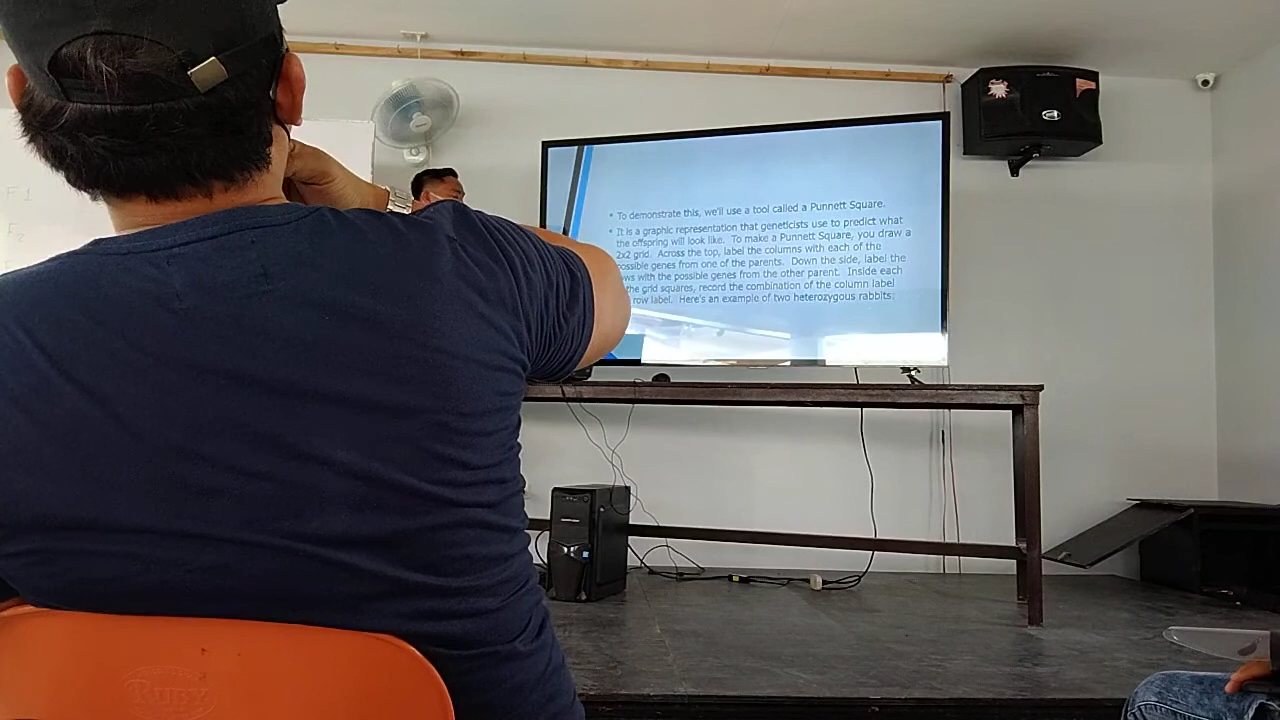 F1
F2
• To demonstrate this, we'll use a tool called a Punnett Square.
• It is a graphic representation that geneticists use to predict what
the offspring will look like. To make a Punnett Square, you draw a
2x2 grid. Across the top, label the columns with each of the
possible genes from one of the parents. Down the side, label the
ows with the possible genes from the other parent. Inside each
the grid squares, record the combination of the column label
row label. Here's an example of two heterozygous rabbits:
RUBY